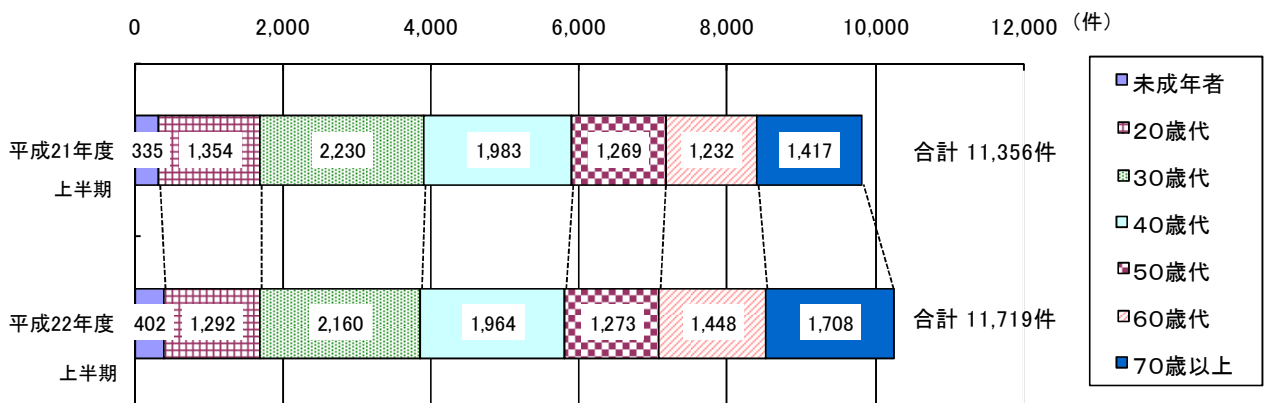 0 2,000 4,000 6,000 8,000 10,000 12,000 (件)
平成21年度 335 1,354 2,230 1,983 1,269 1,232 1,417 合計 11,356件
上半期
平成22年度 402 1,292 2,160 1,964 1,273 1,448 1,708 合計 11,719件
上半期
未成年者
20歳代
30歳代
40歳代
50歳代
60歳代
70歳以上